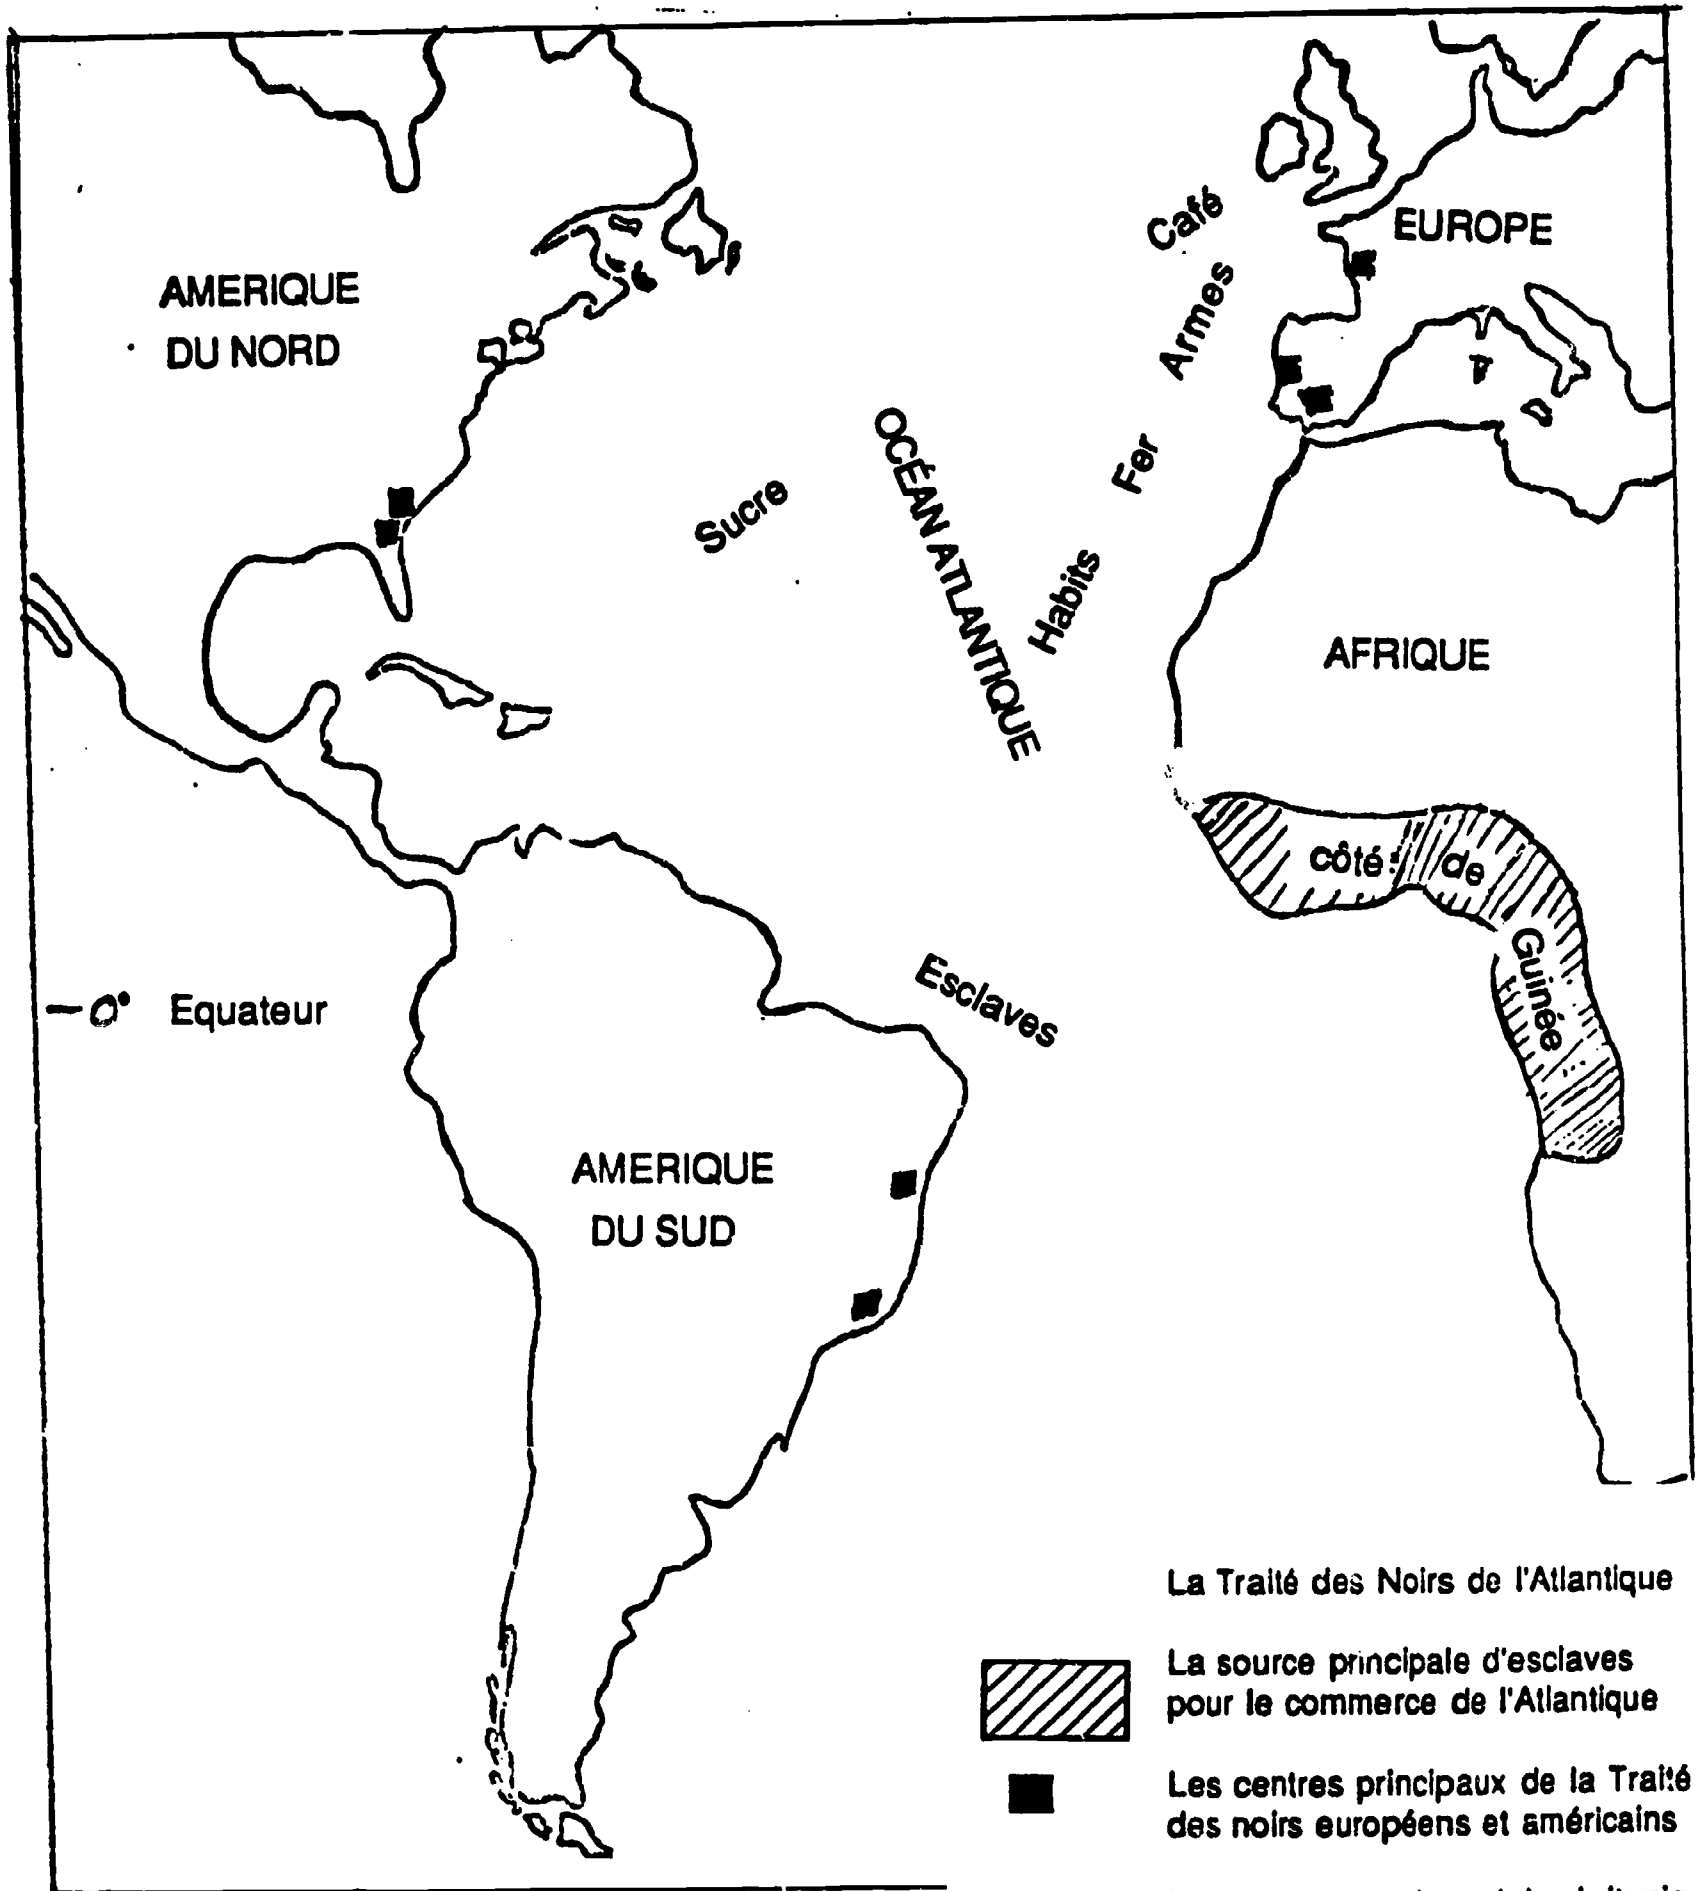 Café
EUROPE
AMERIQUE
DU NORD
Armes
Sucre
OCÉAN ATLANTIQUE
Fer
Habits
AFRIQUE
côté
de
Guinée
Esclaves
0° Equateur
AMERIQUE
DU SUD
La Traité des Noirs de l'Atlantique
La source principale d'esclaves
pour le commerce de l'Atlantique
Les centres principaux de la Traité
des noirs européens et américains